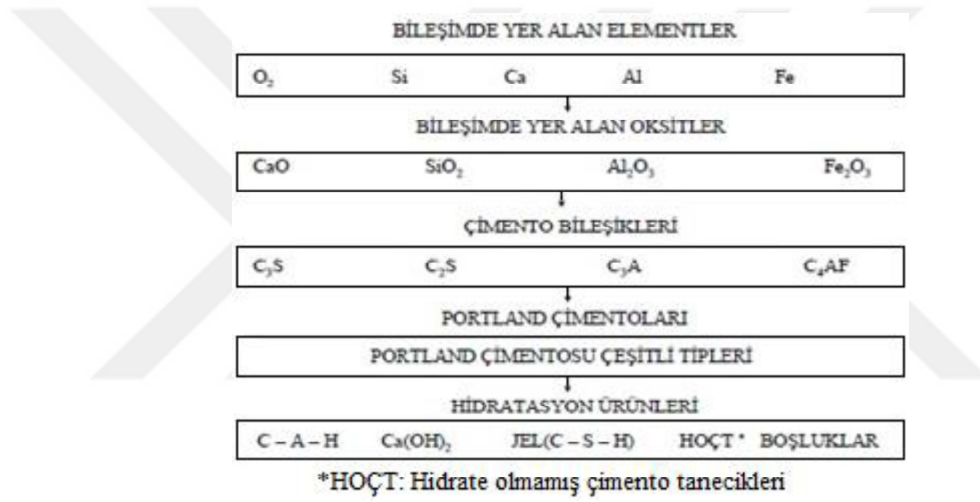 BİLEŞİMDE YER ALAN ELEMENTLER
O₂ Si Ca Al Fe
BİLEŞİMDE YER ALAN OKSİTLER
CaO SiO₂ Al₂O₃ Fe₂O₃
ÇİMENTO BİLEŞİKLERİ
C₃S C₂S C₃A C₄AF
PORTLAND ÇİMENTOLARI
PORTLAND ÇİMENTOSU ÇEŞİTLİ TİPLERİ
HİDRATASYON ÜRÜNLERİ
C – A – H Ca(OH)₂ JEL(C – S – H) HOÇT * BOŞLUKLAR
*HOÇT: Hidrate olmamış çimento tanecikleri